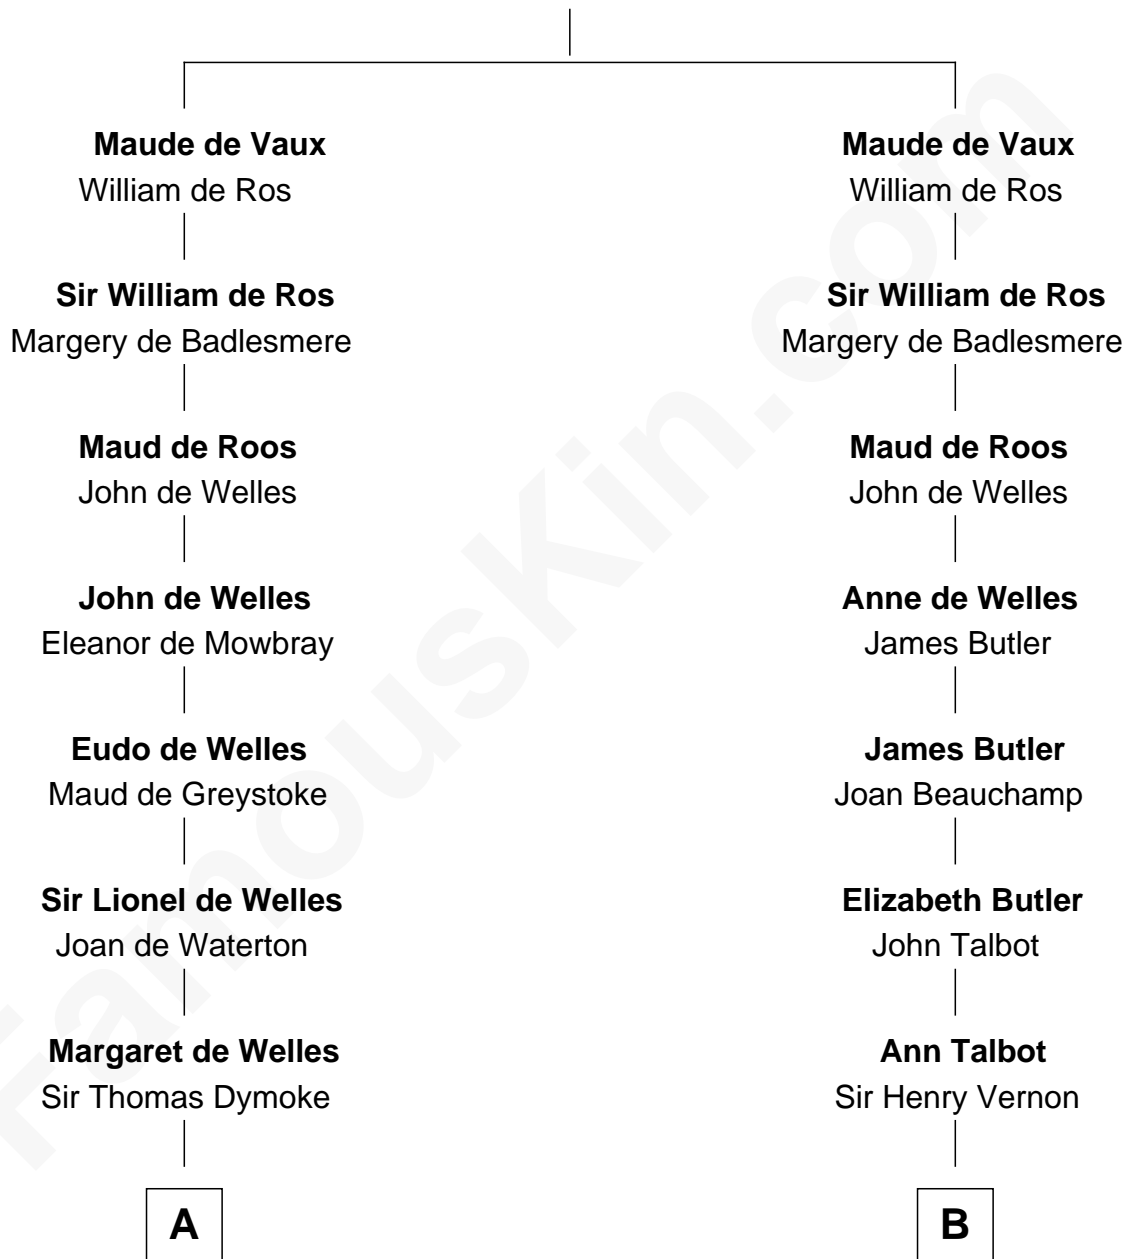 Maude de Vaux
William de Ros
Sir William de Ros
Margery de Badlesmere
Maud de Roos
John de Welles
John de Welles
Eleanor de Mowbray
Eudo de Welles
Maud de Greystoke
Sir Lionel de Welles
Joan de Waterton
Margaret de Welles
Sir Thomas Dymoke
A
Maude de Vaux
William de Ros
Sir William de Ros
Margery de Badlesmere
Maud de Roos
John de Welles
Anne de Welles
James Butler
James Butler
Joan Beauchamp
Elizabeth Butler
John Talbot
Ann Talbot
Sir Henry Vernon
B
FamousKin.com